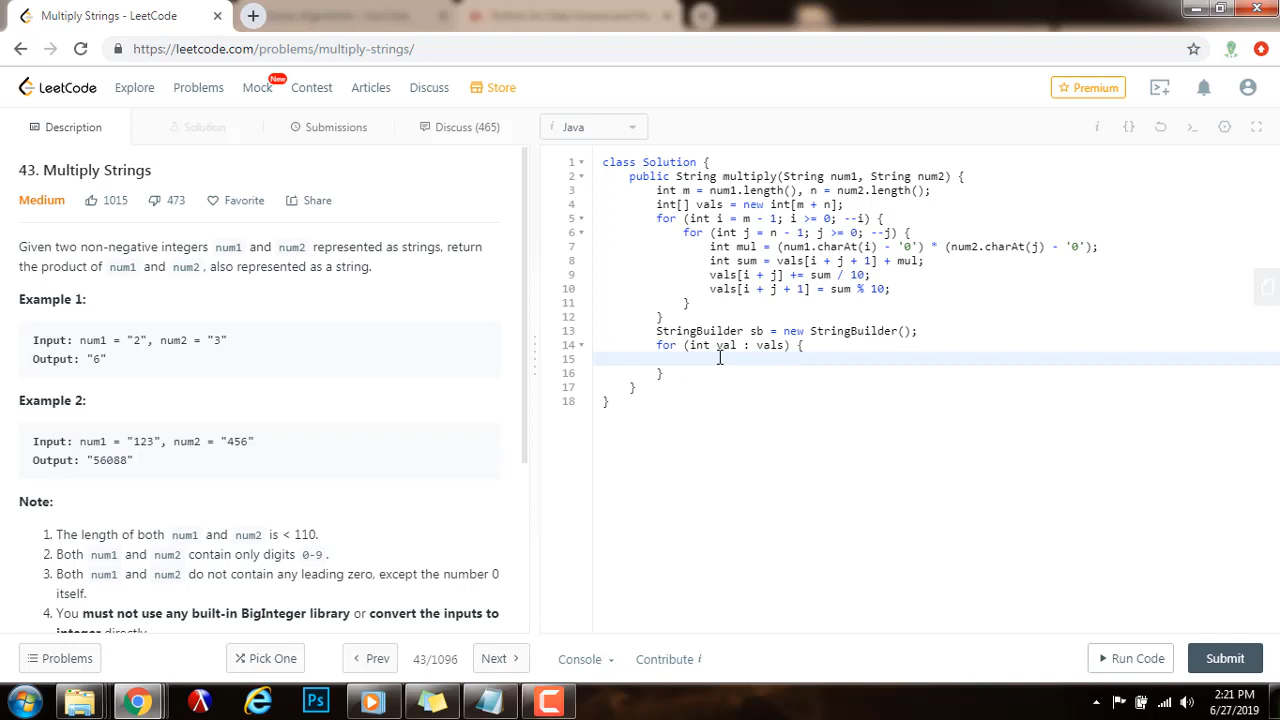 Multiply Strings - LeetCode
https://leetcode.com/problems/multiply-strings/
LeetCode Explore Problems Mock New Contest Articles Discuss Store Premium
Description Solution Submissions Discuss (465) i Java
43. Multiply Strings
Medium 1015 473 Favorite Share
Given two non-negative integers num1 and num2 represented as strings, return
the product of num1 and num2, also represented as a string.
Example 1:
Input: num1 = "2", num2 = "3"
Output: "6"
Example 2:
Input: num1 = "123", num2 = "456"
Output: "56088"
Note:
1. The length of both num1 and num2 is < 110.
2. Both num1 and num2 contain only digits 0-9.
3. Both num1 and num2 do not contain any leading zero, except the number 0
itself.
4. You must not use any built-in BigInteger library or convert the inputs to
integer directly.
1 class Solution {
2 public String multiply(String num1, String num2) {
3 int m = num1.length(), n = num2.length();
4 int[] vals = new int[m + n];
5 for (int i = m - 1; i >= 0; --i) {
6 for (int j = n - 1; j >= 0; --j) {
7 int mul = (num1.charAt(i) - '0') * (num2.charAt(j) - '0');
8 int sum = vals[i + j + 1] + mul;
9 vals[i + j] += sum / 10;
10 vals[i + j + 1] = sum % 10;
11 }
12 }
13 StringBuilder sb = new StringBuilder();
14 for (int val : vals) {
15
16 }
17 }
18 }
Problems Pick One Prev 43/1096 Next Console Contribute i Run Code Submit
2:21 PM
6/27/2019